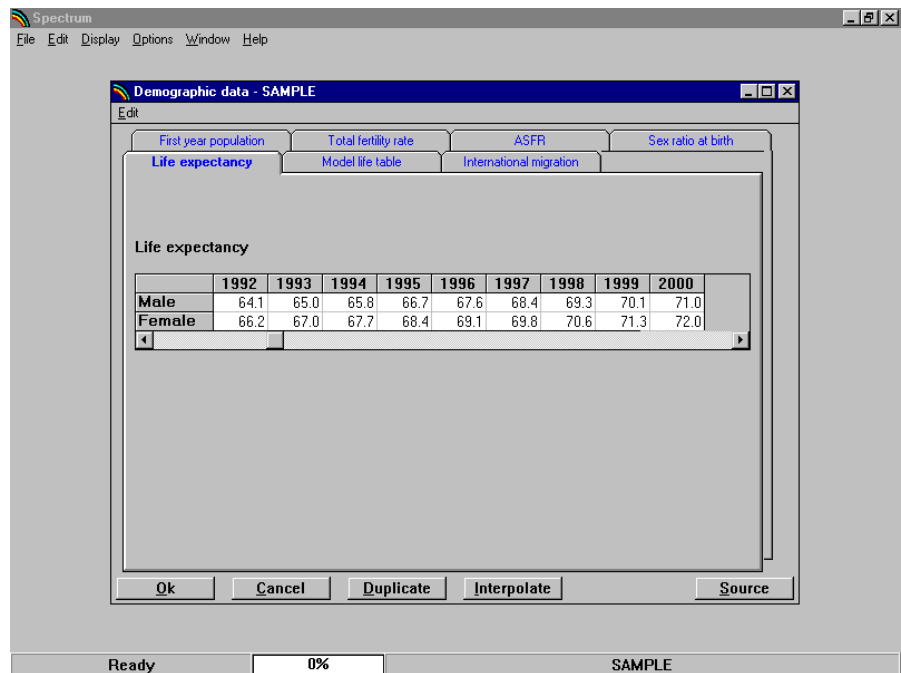 Spectrum
File Edit Display Options Window Help
Demographic data - SAMPLE
Edit
First year population Total fertility rate ASFR Sex ratio at birth
Life expectancy Model life table International migration
Life expectancy
1992 1993 1994 1995 1996 1997 1998 1999 2000
Male 64.1 65.0 65.8 66.7 67.6 68.4 69.3 70.1 71.0
Female 66.2 67.0 67.7 68.4 69.1 69.8 70.6 71.3 72.0
Ok Cancel Duplicate Interpolate Source
Ready 0% SAMPLE